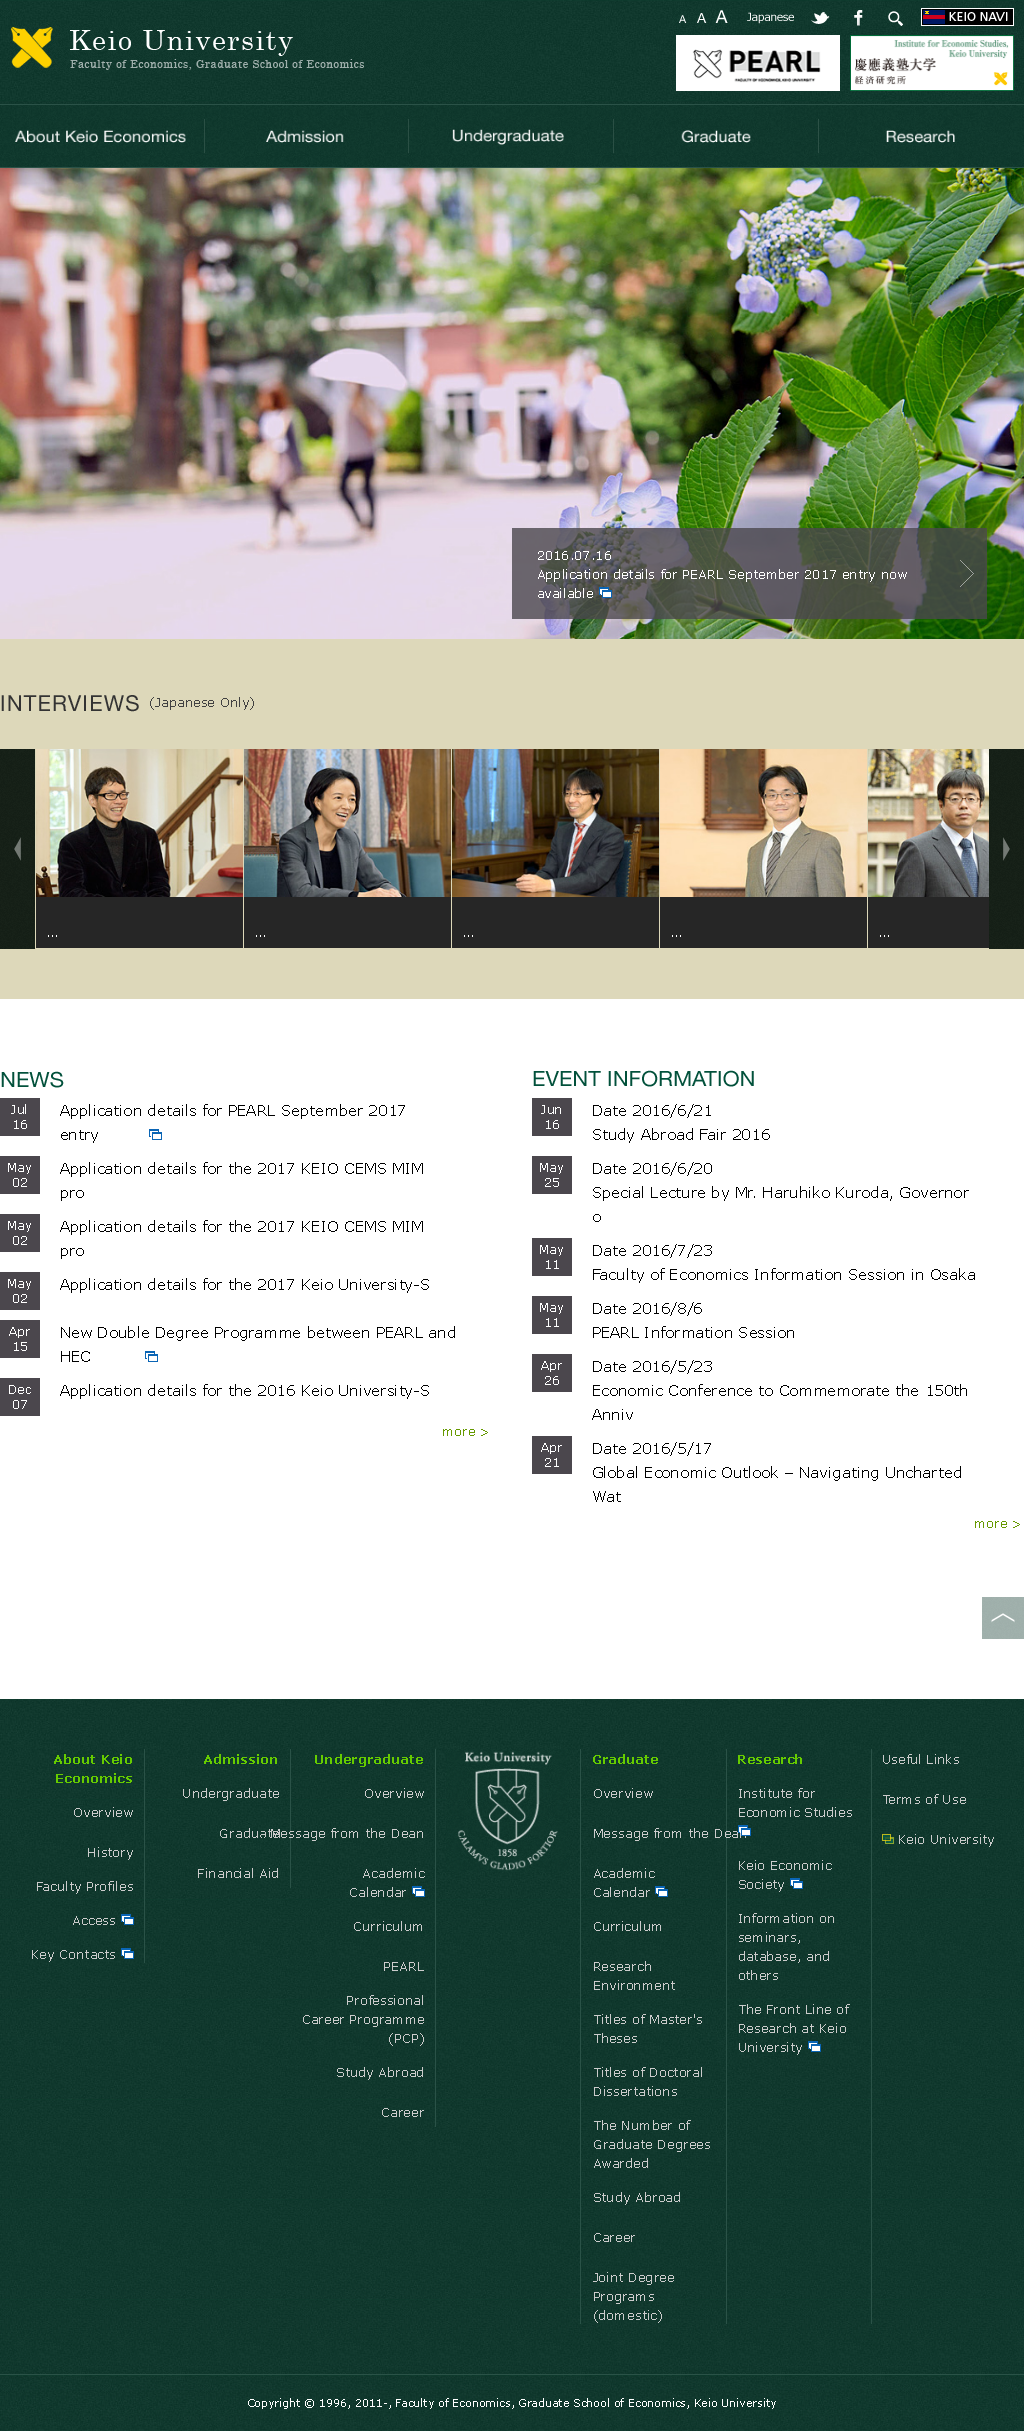 A A A Japanese KEIO NAVI
Keio University
Faculty of Economics, Graduate School of Economics
PEARL
FACULTY OF ECONOMICS, KEIO UNIVERSITY
Institute for Economic Studies,
Keio University
慶應義塾大学
経済研究所
About Keio Economics
Admission
Undergraduate
Graduate
Research
2016.07.16
Application details for PEARL September 2017 entry now
available
INTERVIEWS (Japanese Only)
...
...
...
...
...
NEWS
Jul
16
Application details for PEARL September 2017
entry
May
02
Application details for the 2017 KEIO CEMS MIM
pro
May
02
Application details for the 2017 KEIO CEMS MIM
pro
May
02
Application details for the 2017 Keio University-S
Apr
15
New Double Degree Programme between PEARL and
HEC
Dec
07
Application details for the 2016 Keio University-S
more >
EVENT INFORMATION
Jun
16
Date 2016/6/21
Study Abroad Fair 2016
May
25
Date 2016/6/20
Special Lecture by Mr. Haruhiko Kuroda, Governor
o
May
11
Date 2016/7/23
Faculty of Economics Information Session in Osaka
May
11
Date 2016/8/6
PEARL Information Session
Apr
26
Date 2016/5/23
Economic Conference to Commemorate the 150th
Anniv
Apr
21
Date 2016/5/17
Global Economic Outlook – Navigating Uncharted
Wat
more >
About Keio
Economics
Overview
History
Faculty Profiles
Access
Key Contacts
Admission
Undergraduate
Graduate
Financial Aid
Undergraduate
Overview
Message from the Dean
Academic
Calendar
Curriculum
PEARL
Professional
Career Programme
(PCP)
Study Abroad
Career
Keio University
1858
CALAMVS GLADIO FORTIOR
Graduate
Overview
Message from the Dean
Academic
Calendar
Curriculum
Research
Environment
Titles of Master's
Theses
Titles of Doctoral
Dissertations
The Number of
Graduate Degrees
Awarded
Study Abroad
Career
Joint Degree
Programs
(domestic)
Research
Institute for
Economic Studies
Keio Economic
Society
Information on
seminars,
database, and
others
The Front Line of
Research at Keio
University
Useful Links
Terms of Use
Keio University
Copyright © 1996, 2011-, Faculty of Economics, Graduate School of Economics, Keio University